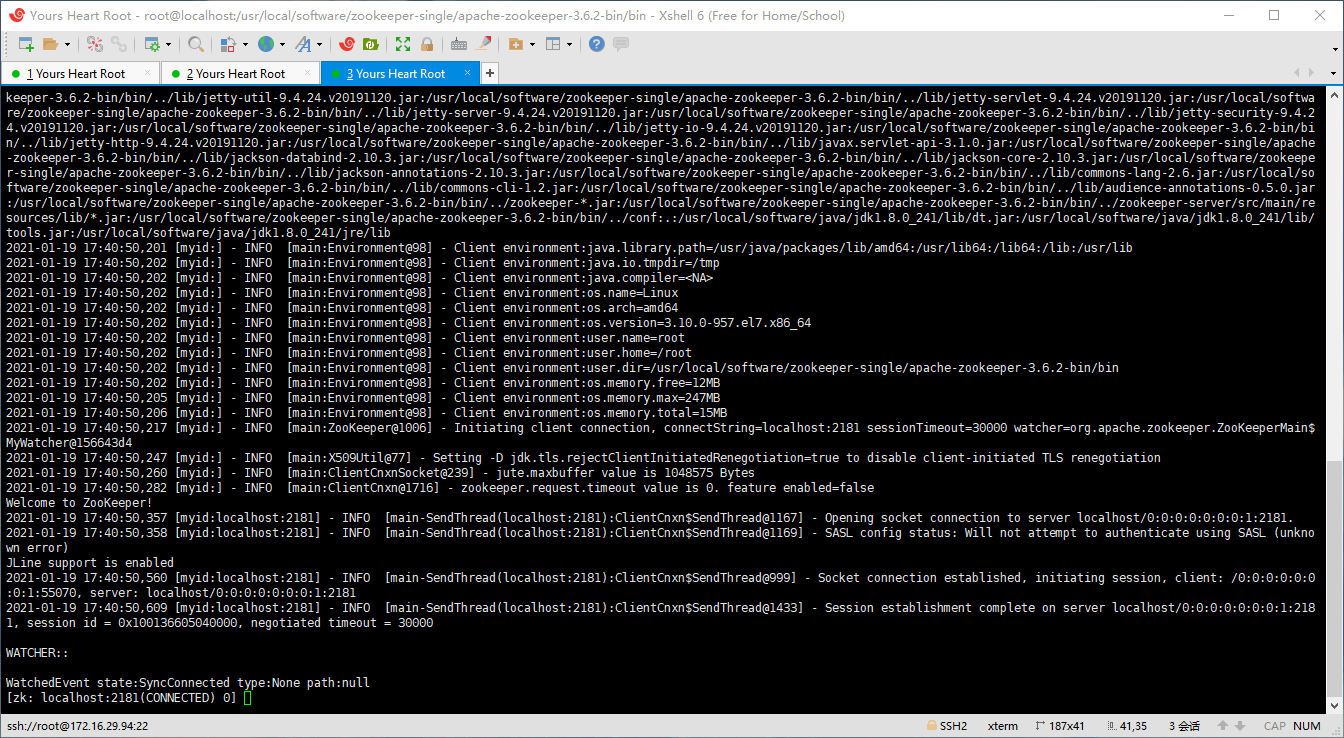 Yours Heart Root - root@localhost:/usr/local/software/zookeeper-single/apache-zookeeper-3.6.2-bin/bin - Xshell 6 (Free for Home/School)
1 Yours Heart Root × 2 Yours Heart Root × 3 Yours Heart Root × +
keeper-3.6.2-bin/bin/../lib/jetty-util-9.4.24.v20191120.jar:/usr/local/software/zookeeper-single/apache-zookeeper-3.6.2-bin/bin/../lib/jetty-servlet-9.4.24.v20191120.jar:/usr/local/softwa
re/zookeeper-single/apache-zookeeper-3.6.2-bin/bin/../lib/jetty-server-9.4.24.v20191120.jar:/usr/local/software/zookeeper-single/apache-zookeeper-3.6.2-bin/bin/../lib/jetty-security-9.4.2
4.v20191120.jar:/usr/local/software/zookeeper-single/apache-zookeeper-3.6.2-bin/bin/../lib/jetty-io-9.4.24.v20191120.jar:/usr/local/software/zookeeper-single/apache-zookeeper-3.6.2-bin/bi
n/../lib/jetty-http-9.4.24.v20191120.jar:/usr/local/software/zookeeper-single/apache-zookeeper-3.6.2-bin/bin/../lib/javax.servlet-api-3.1.0.jar:/usr/local/software/zookeeper-single/apache
-zookeeper-3.6.2-bin/bin/../lib/jackson-databind-2.10.3.jar:/usr/local/software/zookeeper-single/apache-zookeeper-3.6.2-bin/bin/../lib/jackson-core-2.10.3.jar:/usr/local/software/zookeepe
r-single/apache-zookeeper-3.6.2-bin/bin/../lib/jackson-annotations-2.10.3.jar:/usr/local/software/zookeeper-single/apache-zookeeper-3.6.2-bin/bin/../lib/commons-lang-2.6.jar:/usr/local/so
ftware/zookeeper-single/apache-zookeeper-3.6.2-bin/bin/../lib/commons-cli-1.2.jar:/usr/local/software/zookeeper-single/apache-zookeeper-3.6.2-bin/bin/../lib/audience-annotations-0.5.0.jar
:/usr/local/software/zookeeper-single/apache-zookeeper-3.6.2-bin/bin/../zookeeper-*.jar:/usr/local/software/zookeeper-single/apache-zookeeper-3.6.2-bin/bin/../zookeeper-server/src/main/re
sources/lib/*.jar:/usr/local/software/zookeeper-single/apache-zookeeper-3.6.2-bin/bin/../conf:.:/usr/local/software/java/jdk1.8.0_241/lib/dt.jar:/usr/local/software/java/jdk1.8.0_241/lib/
tools.jar:/usr/local/software/java/jdk1.8.0_241/jre/lib
2021-01-19 17:40:50,201 [myid:] - INFO  [main:Environment@98] - Client environment:java.library.path=/usr/java/packages/lib/amd64:/usr/lib64:/lib64:/lib:/usr/lib
2021-01-19 17:40:50,202 [myid:] - INFO  [main:Environment@98] - Client environment:java.io.tmpdir=/tmp
2021-01-19 17:40:50,202 [myid:] - INFO  [main:Environment@98] - Client environment:java.compiler=<NA>
2021-01-19 17:40:50,202 [myid:] - INFO  [main:Environment@98] - Client environment:os.name=Linux
2021-01-19 17:40:50,202 [myid:] - INFO  [main:Environment@98] - Client environment:os.arch=amd64
2021-01-19 17:40:50,202 [myid:] - INFO  [main:Environment@98] - Client environment:os.version=3.10.0-957.el7.x86_64
2021-01-19 17:40:50,202 [myid:] - INFO  [main:Environment@98] - Client environment:user.name=root
2021-01-19 17:40:50,202 [myid:] - INFO  [main:Environment@98] - Client environment:user.home=/root
2021-01-19 17:40:50,202 [myid:] - INFO  [main:Environment@98] - Client environment:user.dir=/usr/local/software/zookeeper-single/apache-zookeeper-3.6.2-bin/bin
2021-01-19 17:40:50,202 [myid:] - INFO  [main:Environment@98] - Client environment:os.memory.free=12MB
2021-01-19 17:40:50,205 [myid:] - INFO  [main:Environment@98] - Client environment:os.memory.max=247MB
2021-01-19 17:40:50,206 [myid:] - INFO  [main:Environment@98] - Client environment:os.memory.total=15MB
2021-01-19 17:40:50,217 [myid:] - INFO  [main:ZooKeeper@1006] - Initiating client connection, connectString=localhost:2181 sessionTimeout=30000 watcher=org.apache.zookeeper.ZooKeeperMain$
MyWatcher@156643d4
2021-01-19 17:40:50,247 [myid:] - INFO  [main:X509Util@77] - Setting -D jdk.tls.rejectClientInitiatedRenegotiation=true to disable client-initiated TLS renegotiation
2021-01-19 17:40:50,260 [myid:] - INFO  [main:ClientCnxnSocket@239] - jute.maxbuffer value is 1048575 Bytes
2021-01-19 17:40:50,282 [myid:] - INFO  [main:ClientCnxn@1716] - zookeeper.request.timeout value is 0. feature enabled=false
Welcome to ZooKeeper!
2021-01-19 17:40:50,357 [myid:localhost:2181] - INFO  [main-SendThread(localhost:2181):ClientCnxn$SendThread@1167] - Opening socket connection to server localhost/0:0:0:0:0:0:0:1:2181.
2021-01-19 17:40:50,358 [myid:localhost:2181] - INFO  [main-SendThread(localhost:2181):ClientCnxn$SendThread@1169] - SASL config status: Will not attempt to authenticate using SASL (unkno
wn error)
JLine support is enabled
2021-01-19 17:40:50,560 [myid:localhost:2181] - INFO  [main-SendThread(localhost:2181):ClientCnxn$SendThread@999] - Socket connection established, initiating session, client: /0:0:0:0:0:0
:0:1:55070, server: localhost/0:0:0:0:0:0:0:1:2181
2021-01-19 17:40:50,609 [myid:localhost:2181] - INFO  [main-SendThread(localhost:2181):ClientCnxn$SendThread@1433] - Session establishment complete on server localhost/0:0:0:0:0:0:0:1:218
1, session id = 0x100136605040000, negotiated timeout = 30000
WATCHER::
WatchedEvent state:SyncConnected type:None path:null
[zk: localhost:2181(CONNECTED) 0]
ssh://root@172.16.29.94:22 SSH2 xterm 187x41 41,35 3 会话 CAP NUM